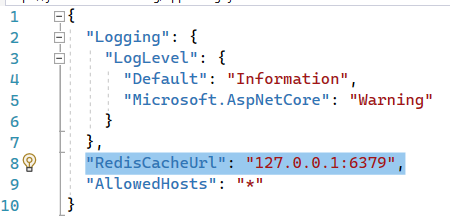 1 {
2 "Logging": {
3 "LogLevel": {
4 "Default": "Information",
5 "Microsoft.AspNetCore": "Warning"
6 }
7 },
8 "RedisCacheUrl": "127.0.0.1:6379",
9 "AllowedHosts": "*"
10 }